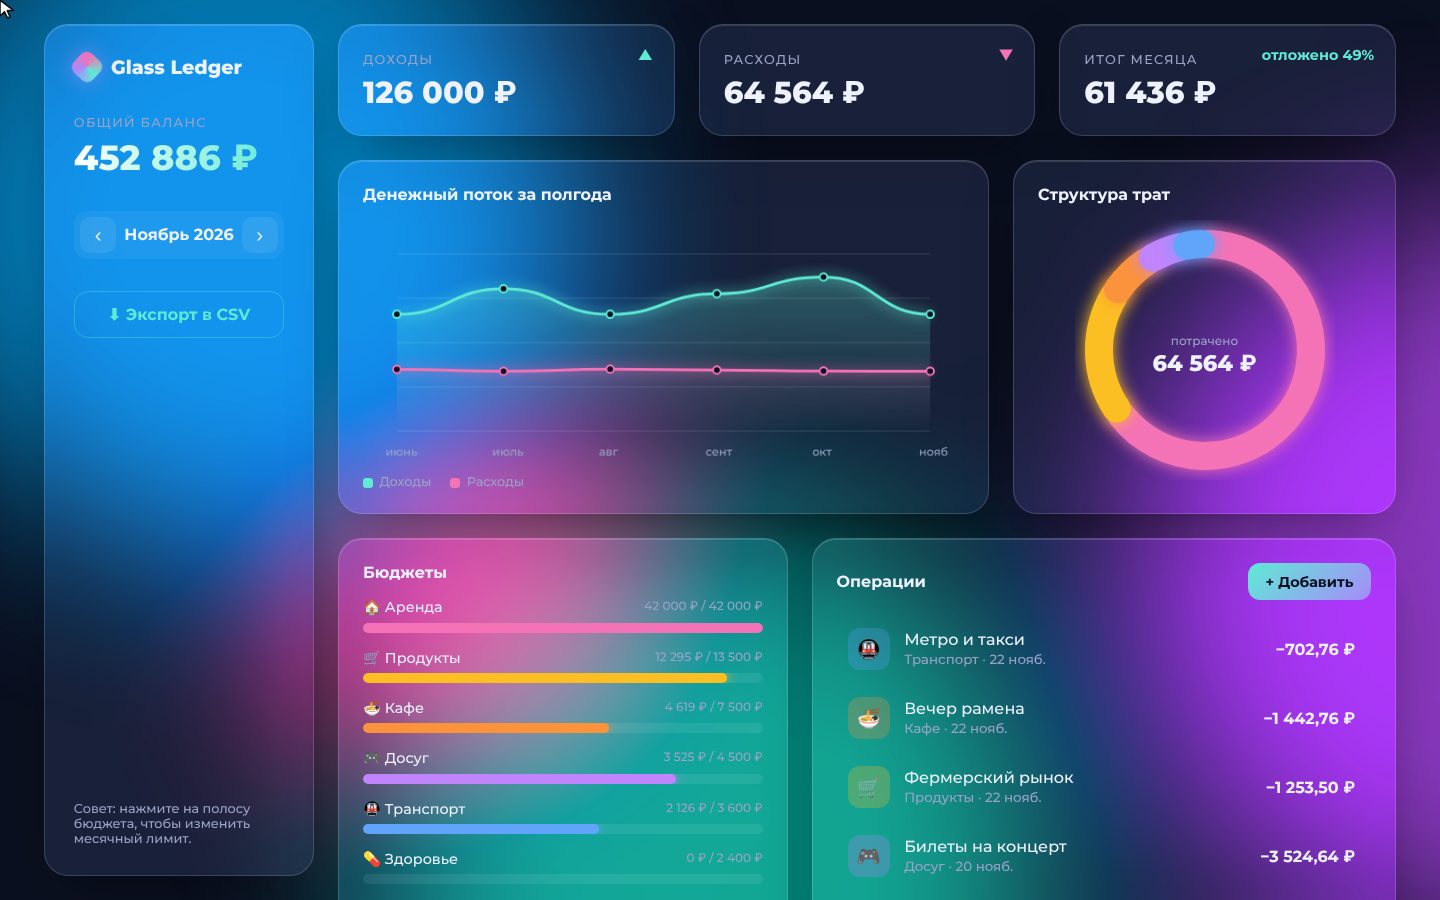 Glass Ledger
ОБЩИЙ БАЛАНС
452 886 ₽
‹ Ноябрь 2026 ›
⬇ Экспорт в CSV
Совет: нажмите на полосу
бюджета, чтобы изменить
месячный лимит.
ДОХОДЫ ▲
126 000 ₽
РАСХОДЫ ▼
64 564 ₽
ИТОГ МЕСЯЦА
отложено 49%
61 436 ₽
Денежный поток за полгода
июнь июль авг сент окт нояб
Доходы Расходы
Структура трат
потрачено
64 564 ₽
Бюджеты
🏠 Аренда 42 000 ₽ / 42 000 ₽
🛒 Продукты 12 295 ₽ / 13 500 ₽
🍜 Кафе 4 619 ₽ / 7 500 ₽
🎮 Досуг 3 525 ₽ / 4 500 ₽
🚇 Транспорт 2 126 ₽ / 3 600 ₽
💊 Здоровье 0 ₽ / 2 400 ₽
Операции
+ Добавить
Метро и такси
Транспорт · 22 нояб.
−702,76 ₽
Вечер рамена
Кафе · 22 нояб.
−1 442,76 ₽
Фермерский рынок
Продукты · 22 нояб.
−1 253,50 ₽
Билеты на концерт
Досуг · 20 нояб.
−3 524,64 ₽